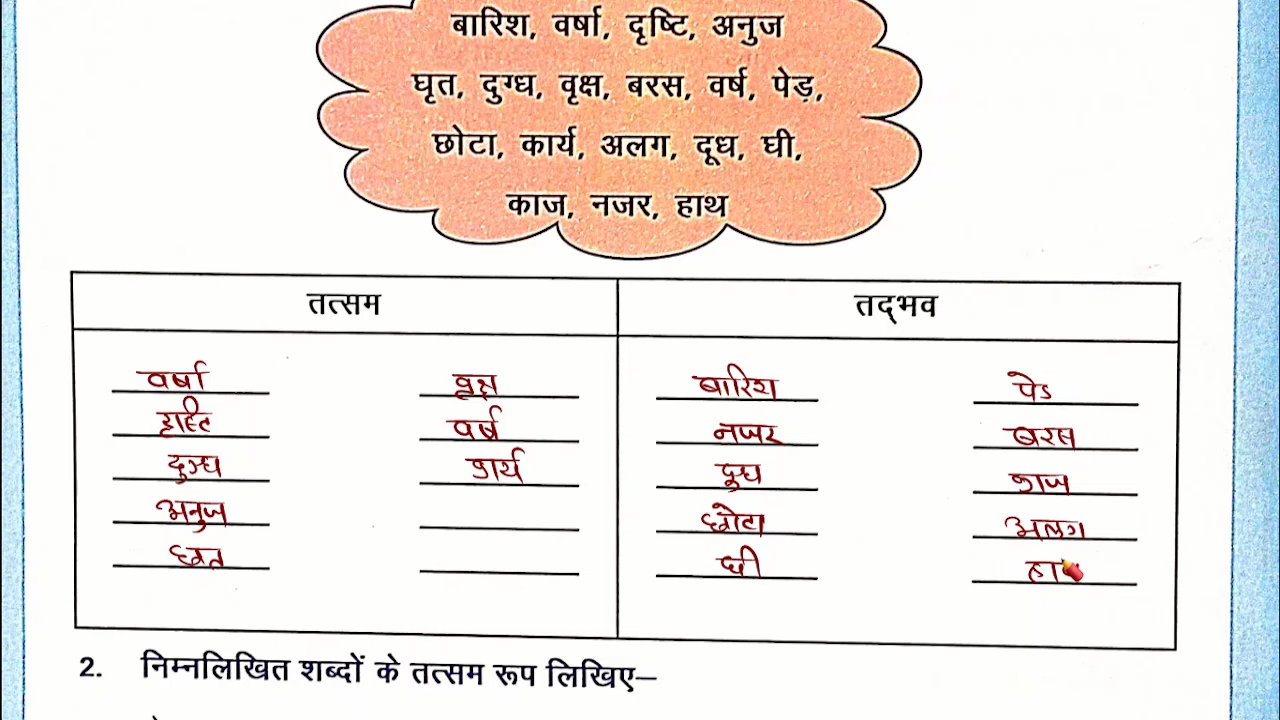 बारिश, वर्षा, दृष्टि, अनुज
घृत, दुग्ध, वृक्ष, बरस, वर्ष, पेड़,
छोटा, कार्य, अलग, दूध, घी,
काज, नजर, हाथ
तत्सम तद्भव
वर्षा वृक्ष बारिश पेड
दृष्टि वर्ष नजर बरस
दुग्ध कार्य दूध काज
अनुज छोटा अलग
घृत घी
2. निम्नलिखित शब्दों के तत्सम रूप लिखिए–